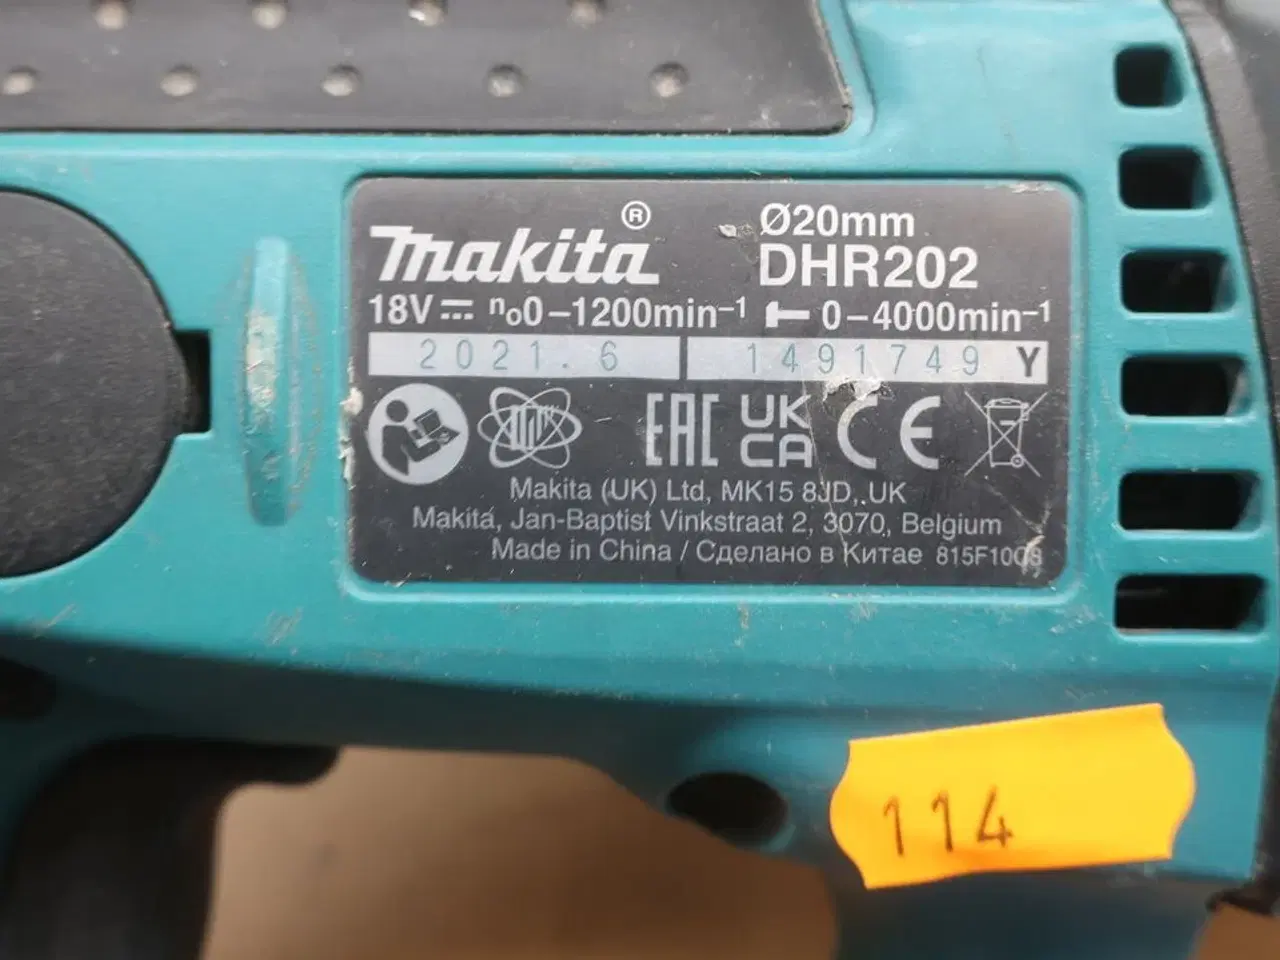 makita®
Ø20mm
DHR202
18V⎓ n₀0–1200min⁻¹ 0–4000min⁻¹
2021.6 1491749 Y
EAC UK CA CE
Makita (UK) Ltd, MK15 8JD, UK
Makita, Jan-Baptist Vinkstraat 2, 3070, Belgium
Made in China / Сделано в Китае 815F10C8
114